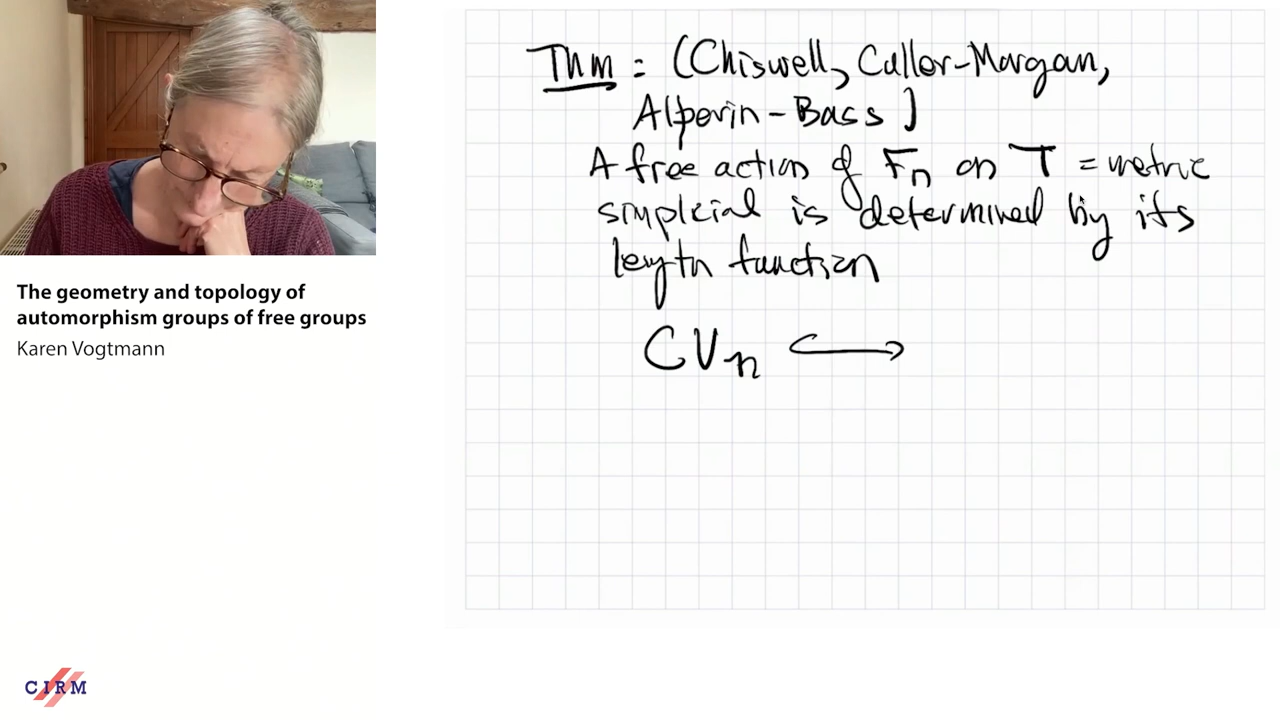 Thm : (Chiswell, Culler-Morgan,
Alperin-Bass)
A free action of Fn on T = metric
simplicial is determined by its
length function
CVn ↪
The geometry and topology of
automorphism groups of free groups
Karen Vogtmann
CIRM